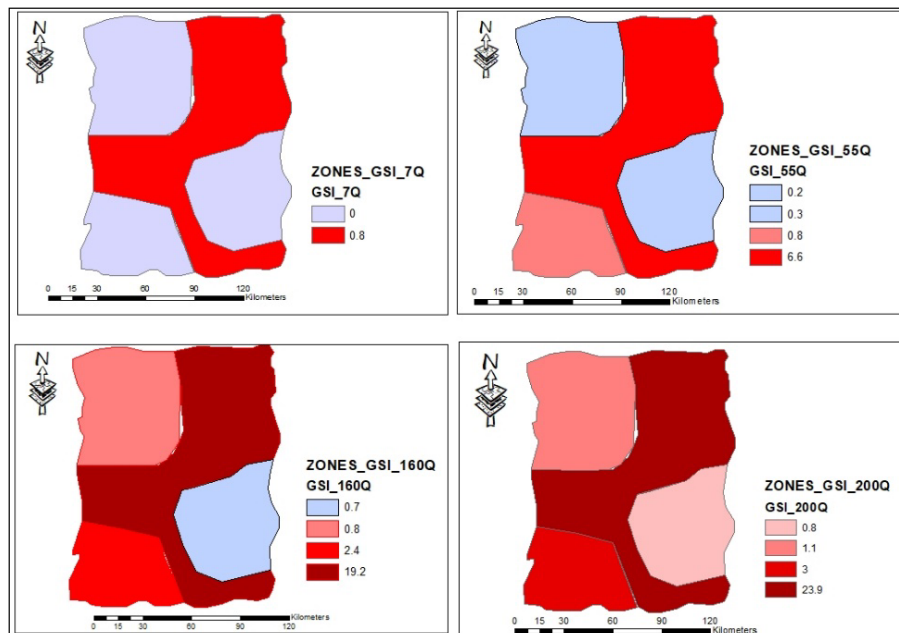 N
ZONES_GSI_7Q
GSI_7Q
0
0.8
0 15 30 60 90 120
Kilometers
N
ZONES_GSI_55Q
GSI_55Q
0.2
0.3
0.8
6.6
0 15 30 60 90 120
Kilometers
N
ZONES_GSI_160Q
GSI_160Q
0.7
0.8
2.4
19.2
0 15 30 60 90 120
Kilometers
N
ZONES_GSI_200Q
GSI_200Q
0.8
1.1
3
23.9
0 15 30 60 90 120
Kilometers